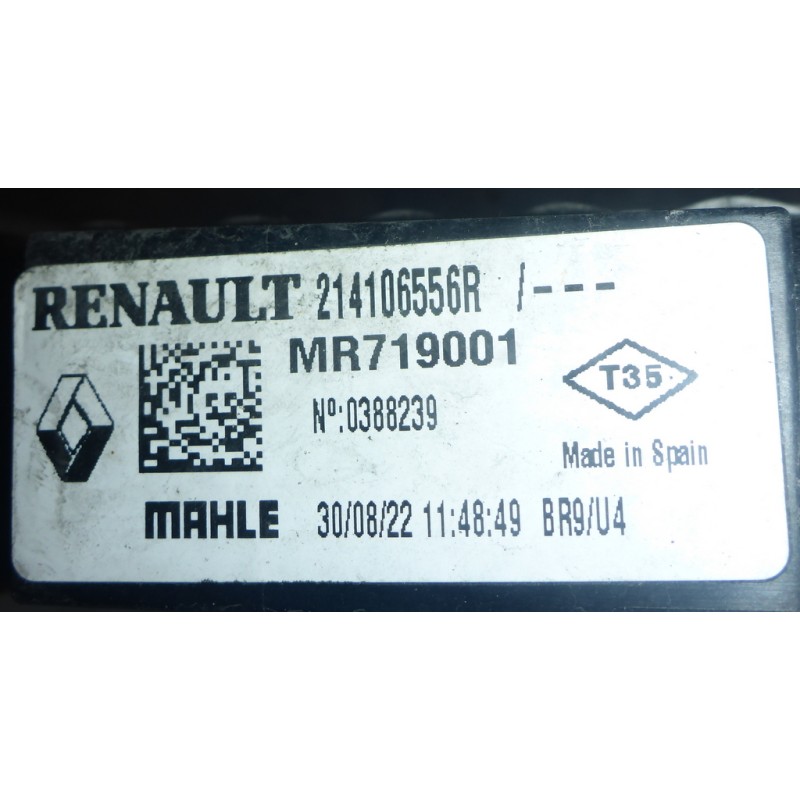 RENAULT 214106556R /---
MR719001
T35
Nº:0388239
Made in Spain
MAHLE 30/08/22 11:48:49 BR9/U4